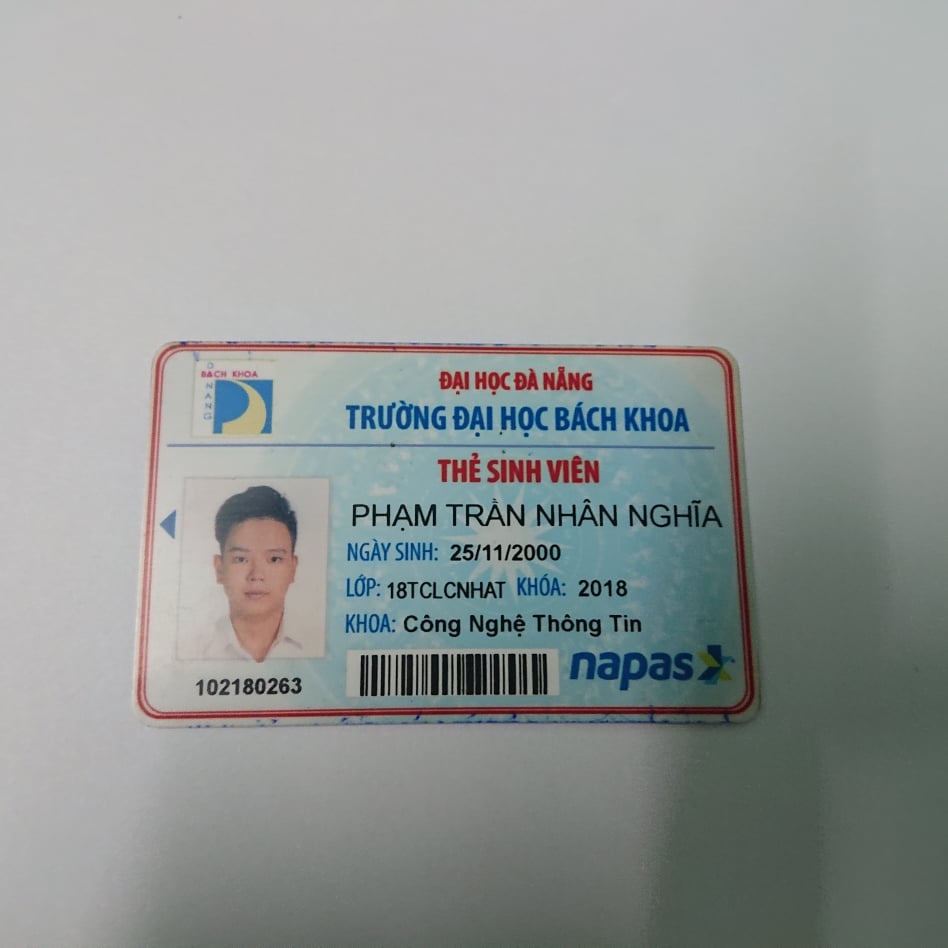 BÁCH KHOA
ĐÀ NANG
ĐẠI HỌC ĐÀ NẴNG
TRƯỜNG ĐẠI HỌC BÁCH KHOA
THẺ SINH VIÊN
PHẠM TRẦN NHÂN NGHĨA
NGÀY SINH: 25/11/2000
LỚP: 18TCLCNHAT KHÓA: 2018
KHOA: Công Nghệ Thông Tin
102180263
napas